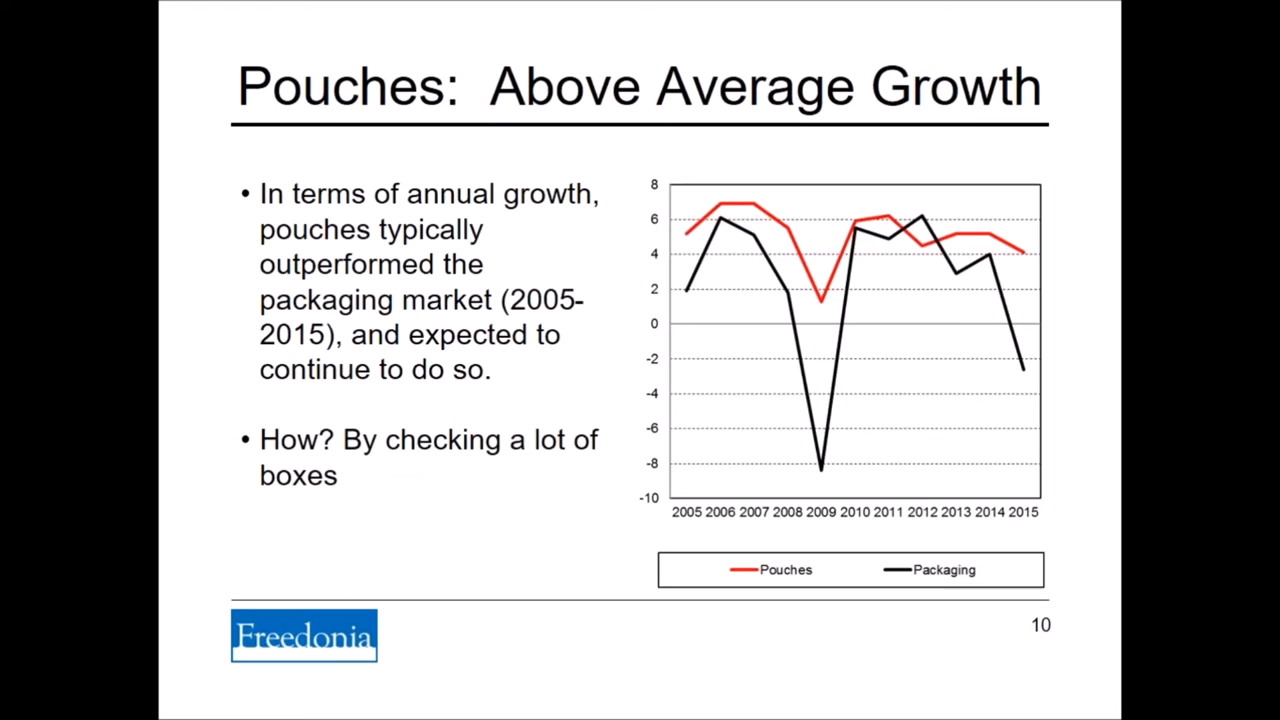 Pouches: Above Average Growth
• In terms of annual growth,
pouches typically
outperformed the
packaging market (2005-
2015), and expected to
continue to do so.
• How? By checking a lot of
boxes
8
6
4
2
0
-2
-4
-6
-8
-10
2005 2006 2007 2008 2009 2010 2011 2012 2013 2014 2015
Pouches Packaging
Freedonia
10